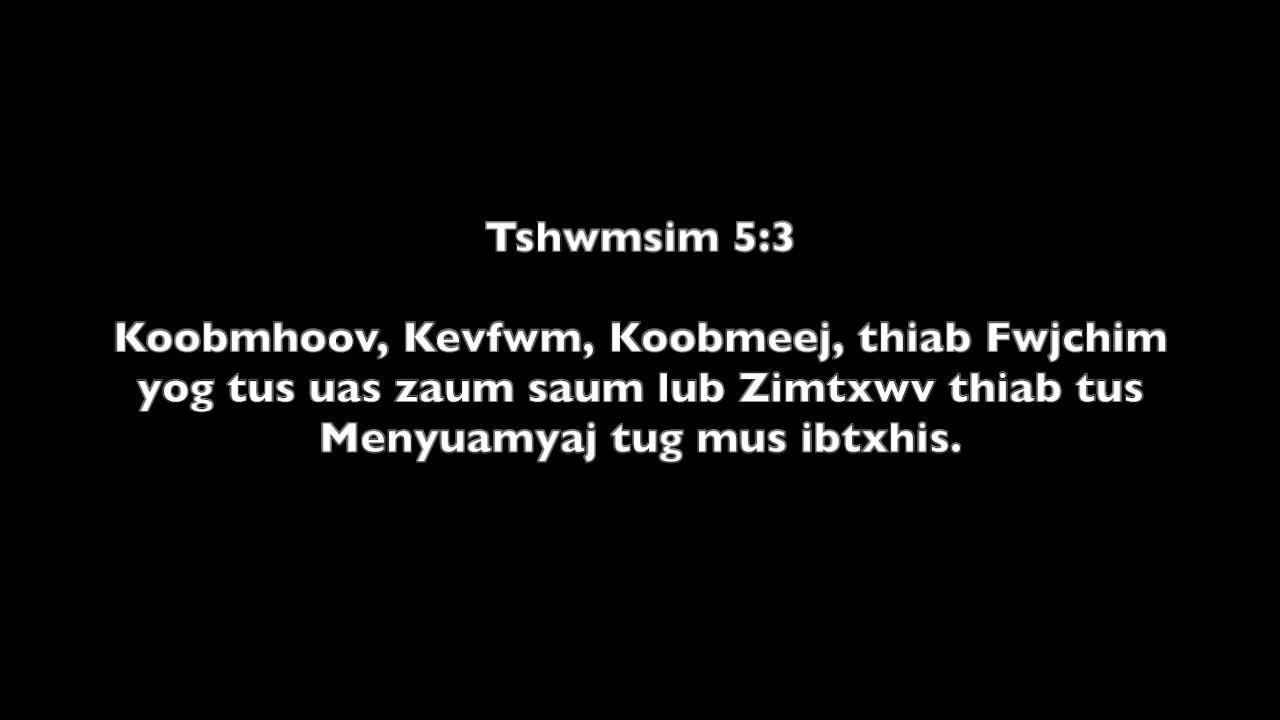 Tshwmsim 5:3
Koobmhoov, Kevfwm, Koobmeej, thiab Fwjchim
yog tus uas zaum saum lub Zimtxwv thiab tus
Menyuamyaj tug mus ibtxhis.